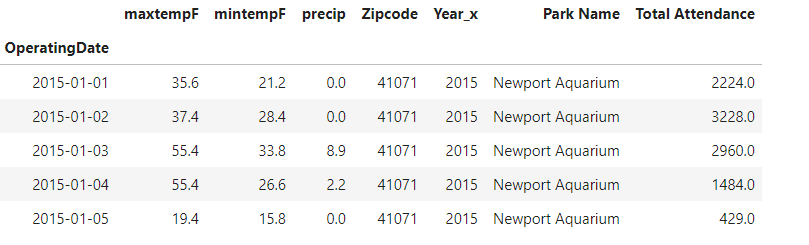 maxtempF mintempF precip Zipcode Year_x Park Name Total Attendance
OperatingDate
2015-01-01 35.6 21.2 0.0 41071 2015 Newport Aquarium 2224.0
2015-01-02 37.4 28.4 0.0 41071 2015 Newport Aquarium 3228.0
2015-01-03 55.4 33.8 8.9 41071 2015 Newport Aquarium 2960.0
2015-01-04 55.4 26.6 2.2 41071 2015 Newport Aquarium 1484.0
2015-01-05 19.4 15.8 0.0 41071 2015 Newport Aquarium 429.0